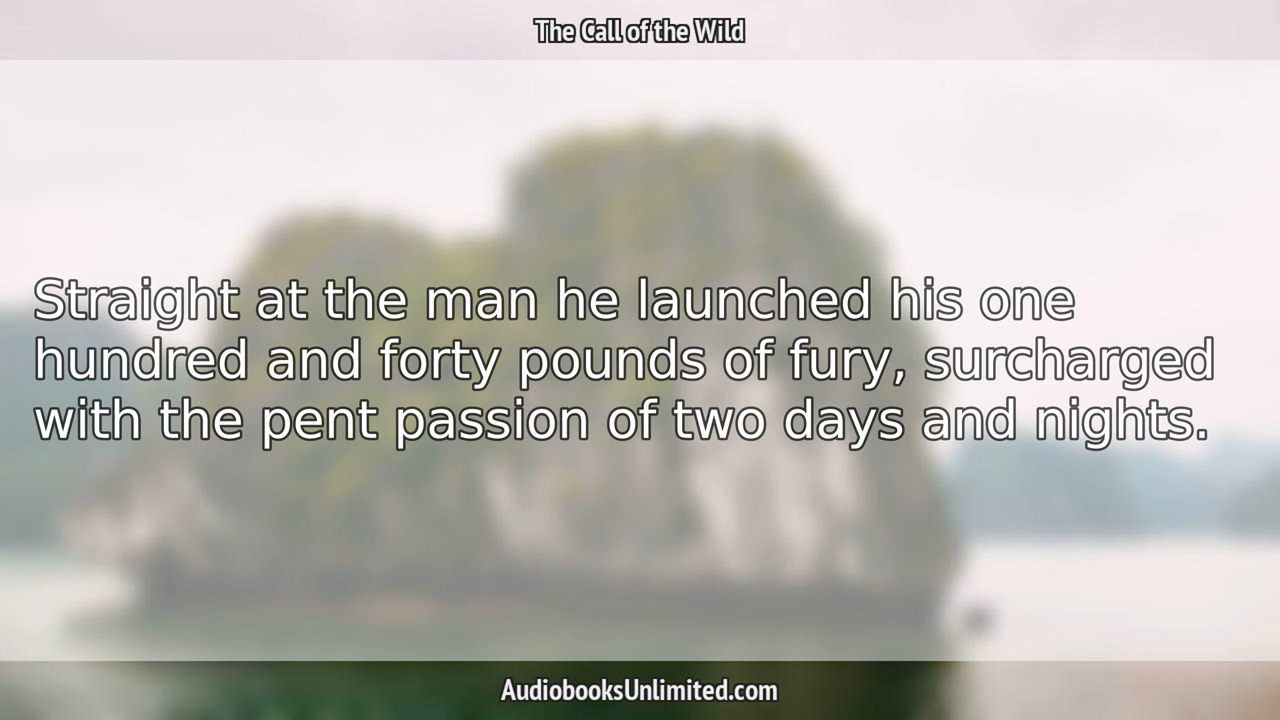 The Call of the Wild
Straight at the man he launched his one
hundred and forty pounds of fury, surcharged
with the pent passion of two days and nights.
AudiobooksUnlimited.com